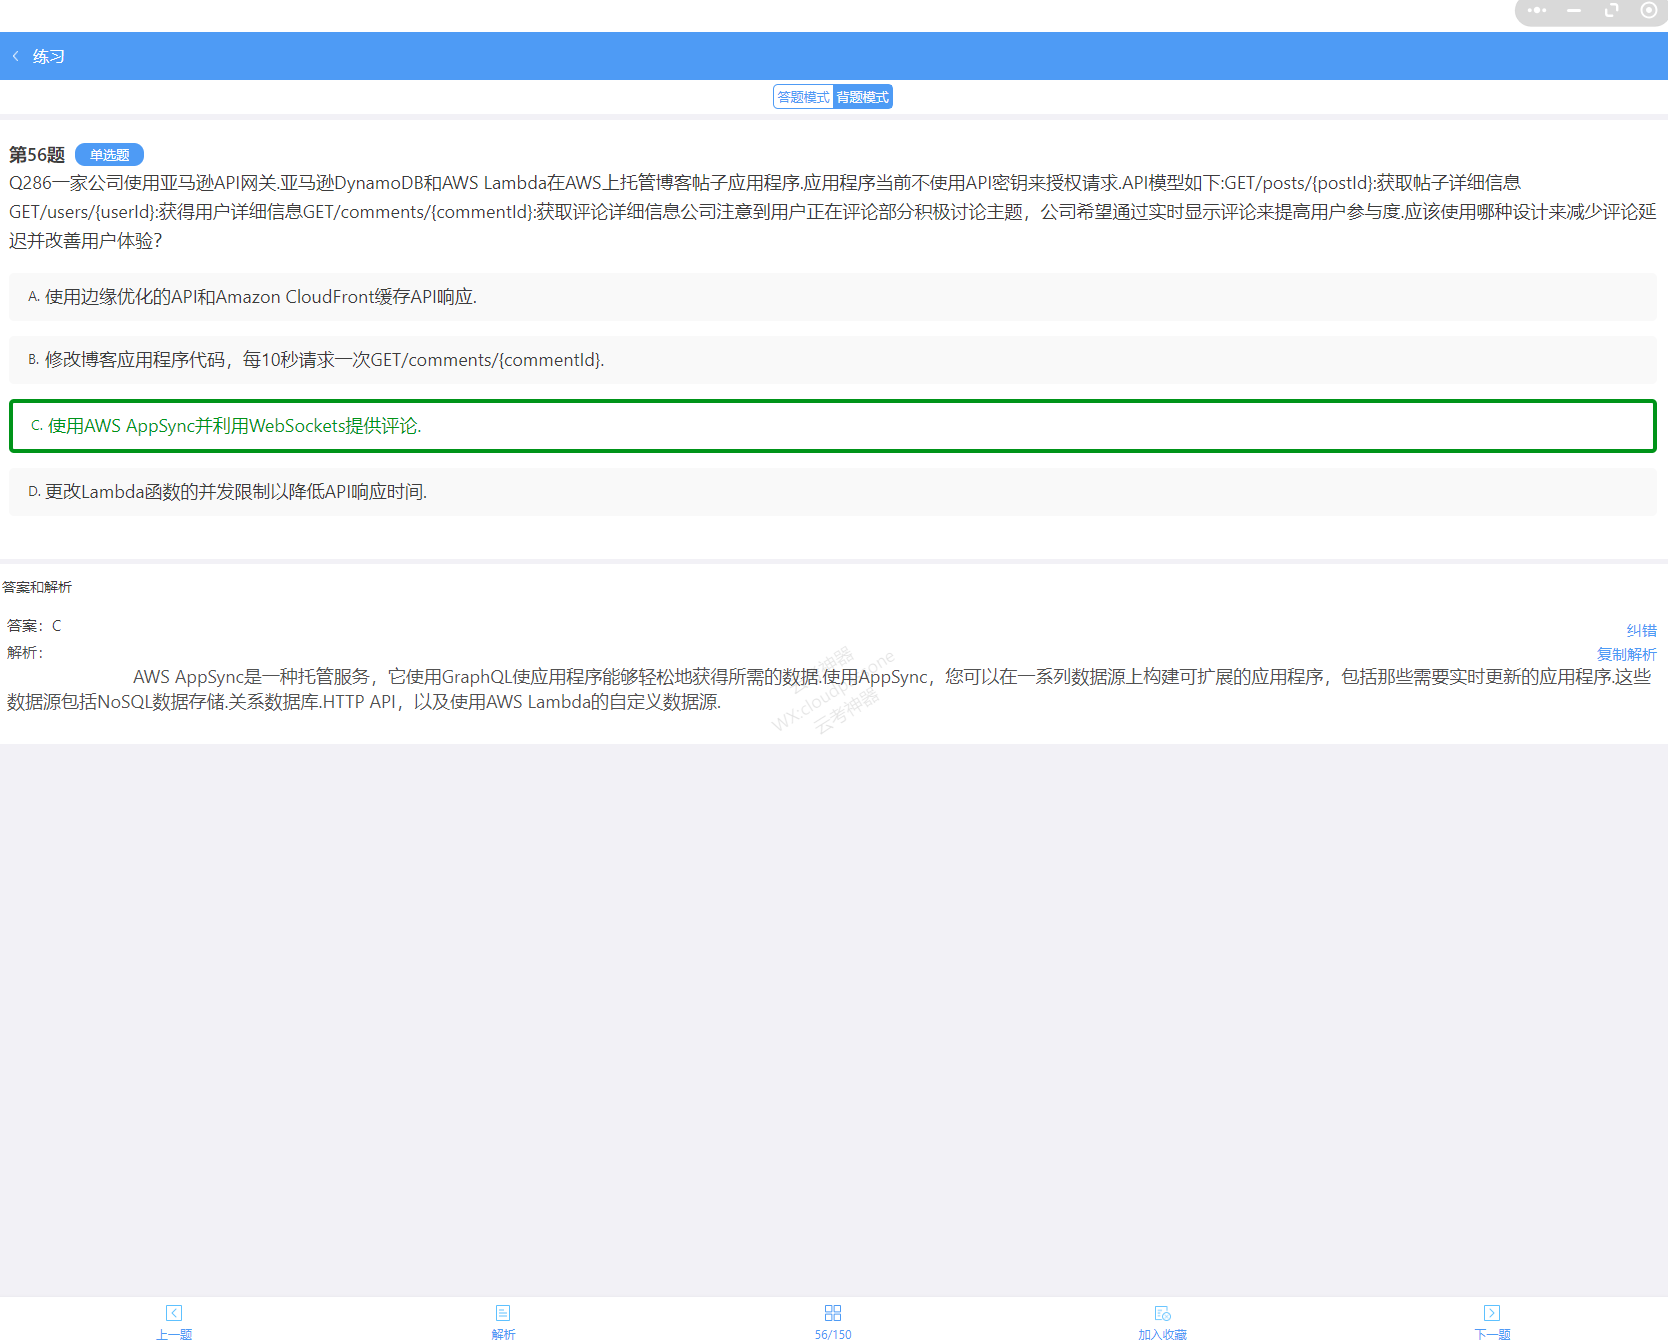 练习
答题模式 背题模式
第56题 单选题
Q286一家公司使用亚马逊API网关.亚马逊DynamoDB和AWS Lambda在AWS上托管博客帖子应用程序.应用程序当前不使用API密钥来授权请求.API模型如下:GET/posts/{postId}:获取帖子详细信息
GET/users/{userId}:获得用户详细信息GET/comments/{commentId}:获取评论详细信息公司注意到用户正在评论部分积极讨论主题，公司希望通过实时显示评论来提高用户参与度.应该使用哪种设计来减少评论延
迟并改善用户体验?
A. 使用边缘优化的API和Amazon CloudFront缓存API响应.
B. 修改博客应用程序代码，每10秒请求一次GET/comments/{commentId}.
C. 使用AWS AppSync并利用WebSockets提供评论.
D. 更改Lambda函数的并发限制以降低API响应时间.
答案和解析
答案：C
纠错
解析：
复制解析
AWS AppSync是一种托管服务，它使用GraphQL使应用程序能够轻松地获得所需的数据.使用AppSync，您可以在一系列数据源上构建可扩展的应用程序，包括那些需要实时更新的应用程序.这些
数据源包括NoSQL数据存储.关系数据库.HTTP API，以及使用AWS Lambda的自定义数据源.
云考神器
上一题 解析 56/150 加入收藏 下一题